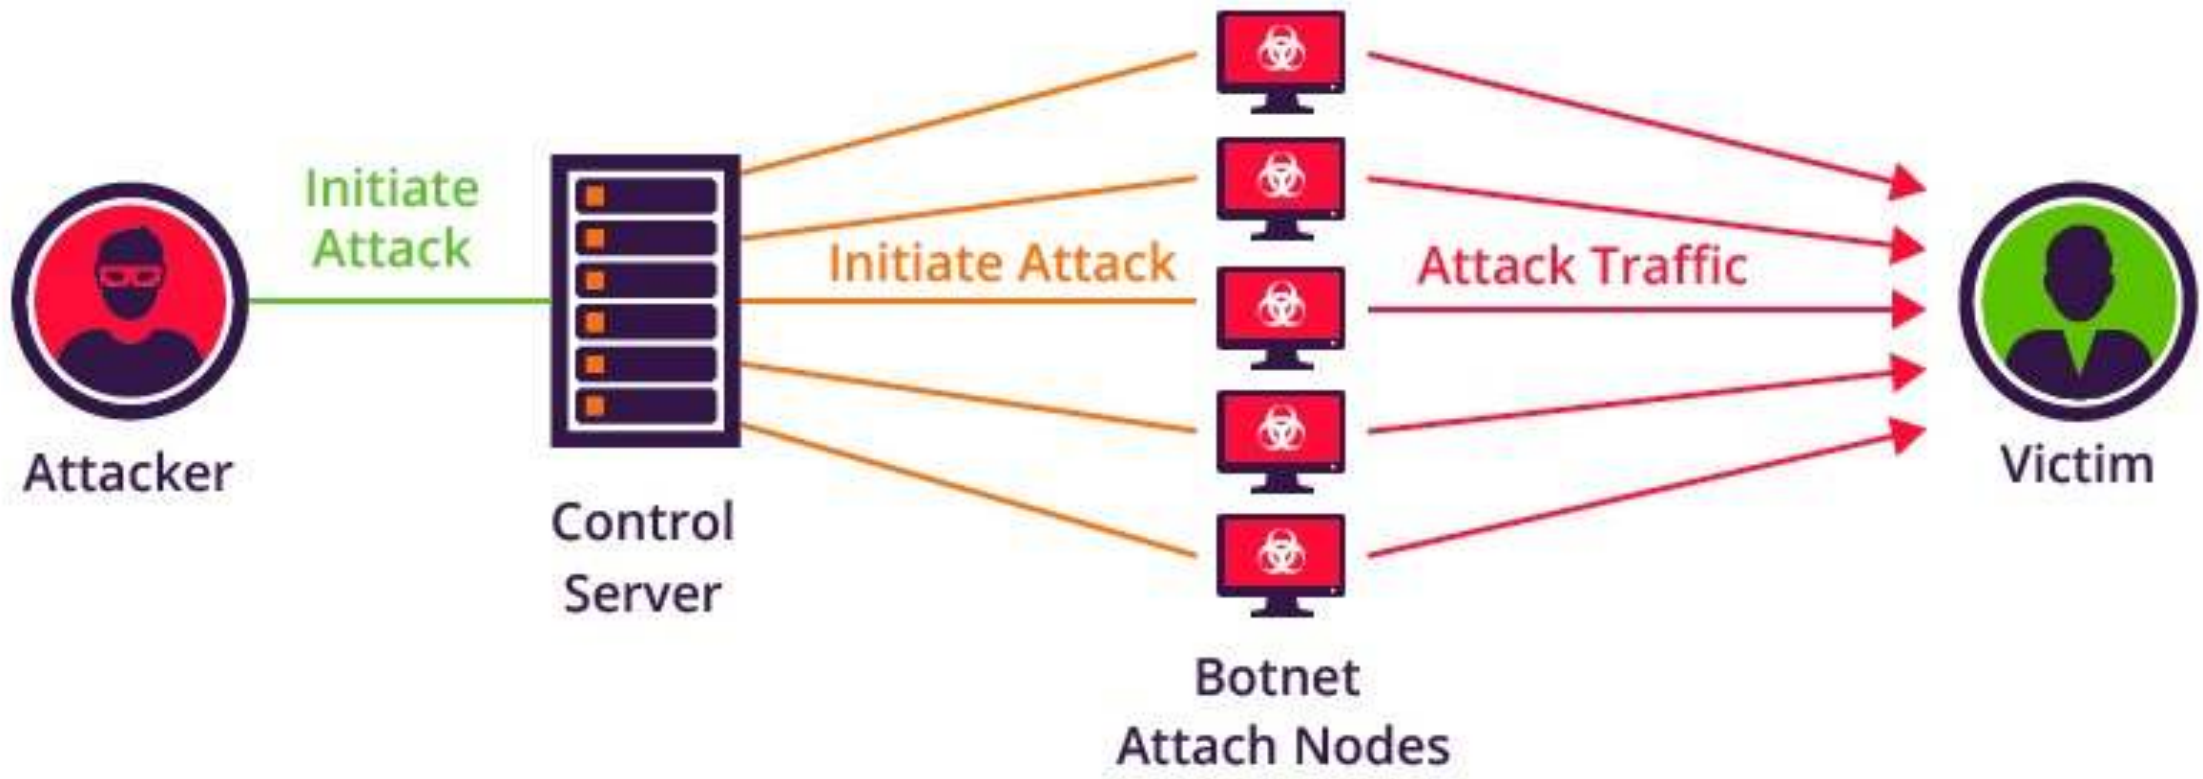 Initiate
Attack
Initiate Attack
Attack Traffic
Attacker
Control
Server
Victim
Botnet
Attach Nodes